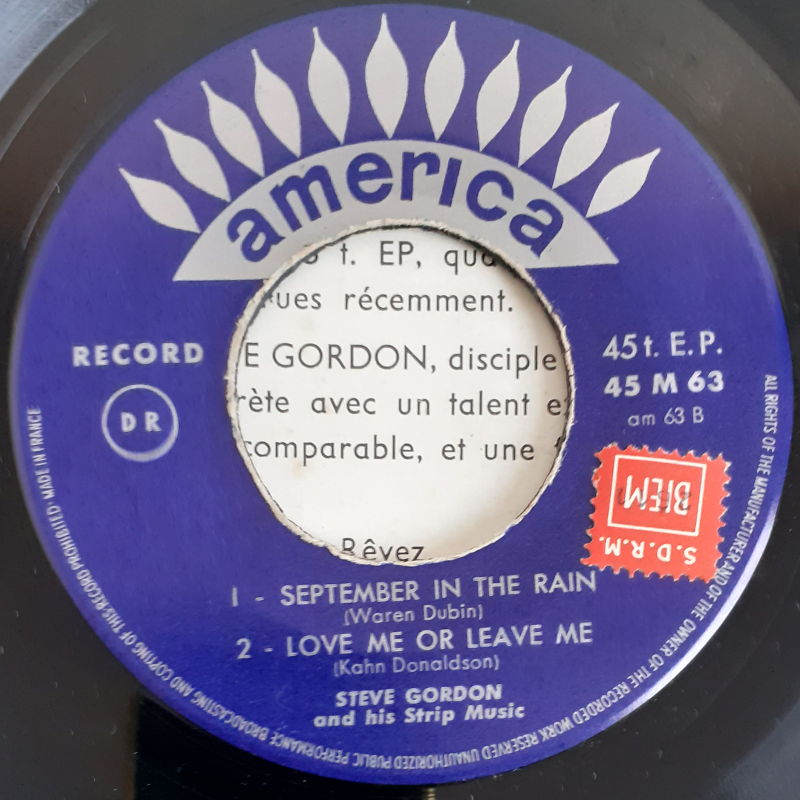 america
t. EP, qu
ues récemment.
E GORDON, disciple
rète avec un talent e
comparable, et une
Rêvez
RECORD
DR
45 t. E.P.
45 M 63
am 63 B
BIEM
S.D.R.M.
1 - SEPTEMBER IN THE RAIN
(Waren Dubin)
2 - LOVE ME OR LEAVE ME
(Kahn Donaldson)
STEVE GORDON
and his Strip Music
ALL RIGHTS OF THE MANUFACTURER AND OF THE OWNER OF THE RECORDED WORK RESERVED UNAUTHORIZED PUBLIC PERFORMANCE BROADCASTING AND COPYING OF THIS RECORD PROHIBITED MADE IN FRANCE